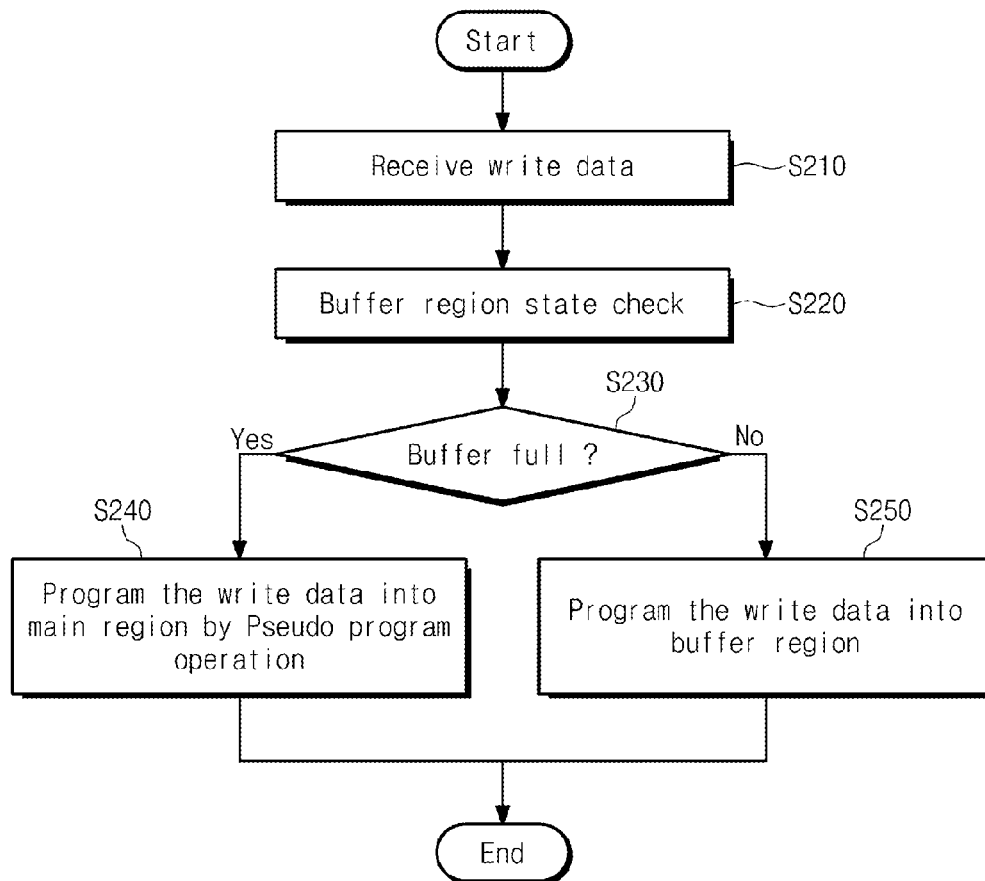 Start
Receive write data
S210
Buffer region state check
S220
S230
Yes
Buffer full ?
No
S240
S250
Program the write data into
main region by Pseudo program
operation
Program the write data into
buffer region
End